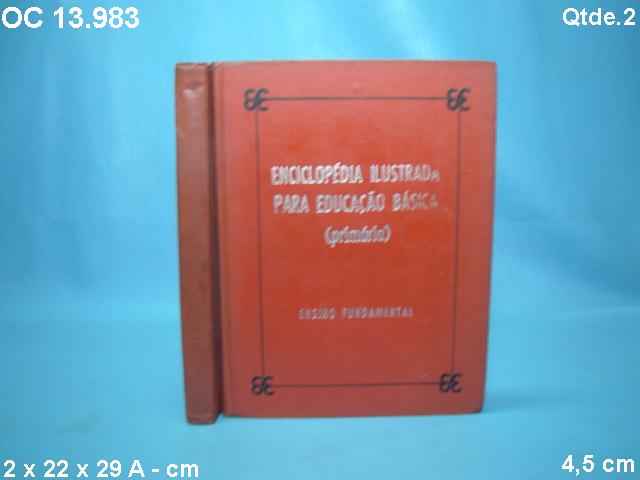 OC 13.983
Qtde.2
ENCICLOPÉDIA ILUSTRADA
PARA EDUCAÇÃO BÁSICA
(primária)
ENSINO FUNDAMENTAL
2 x 22 x 29 A - cm
4,5 cm